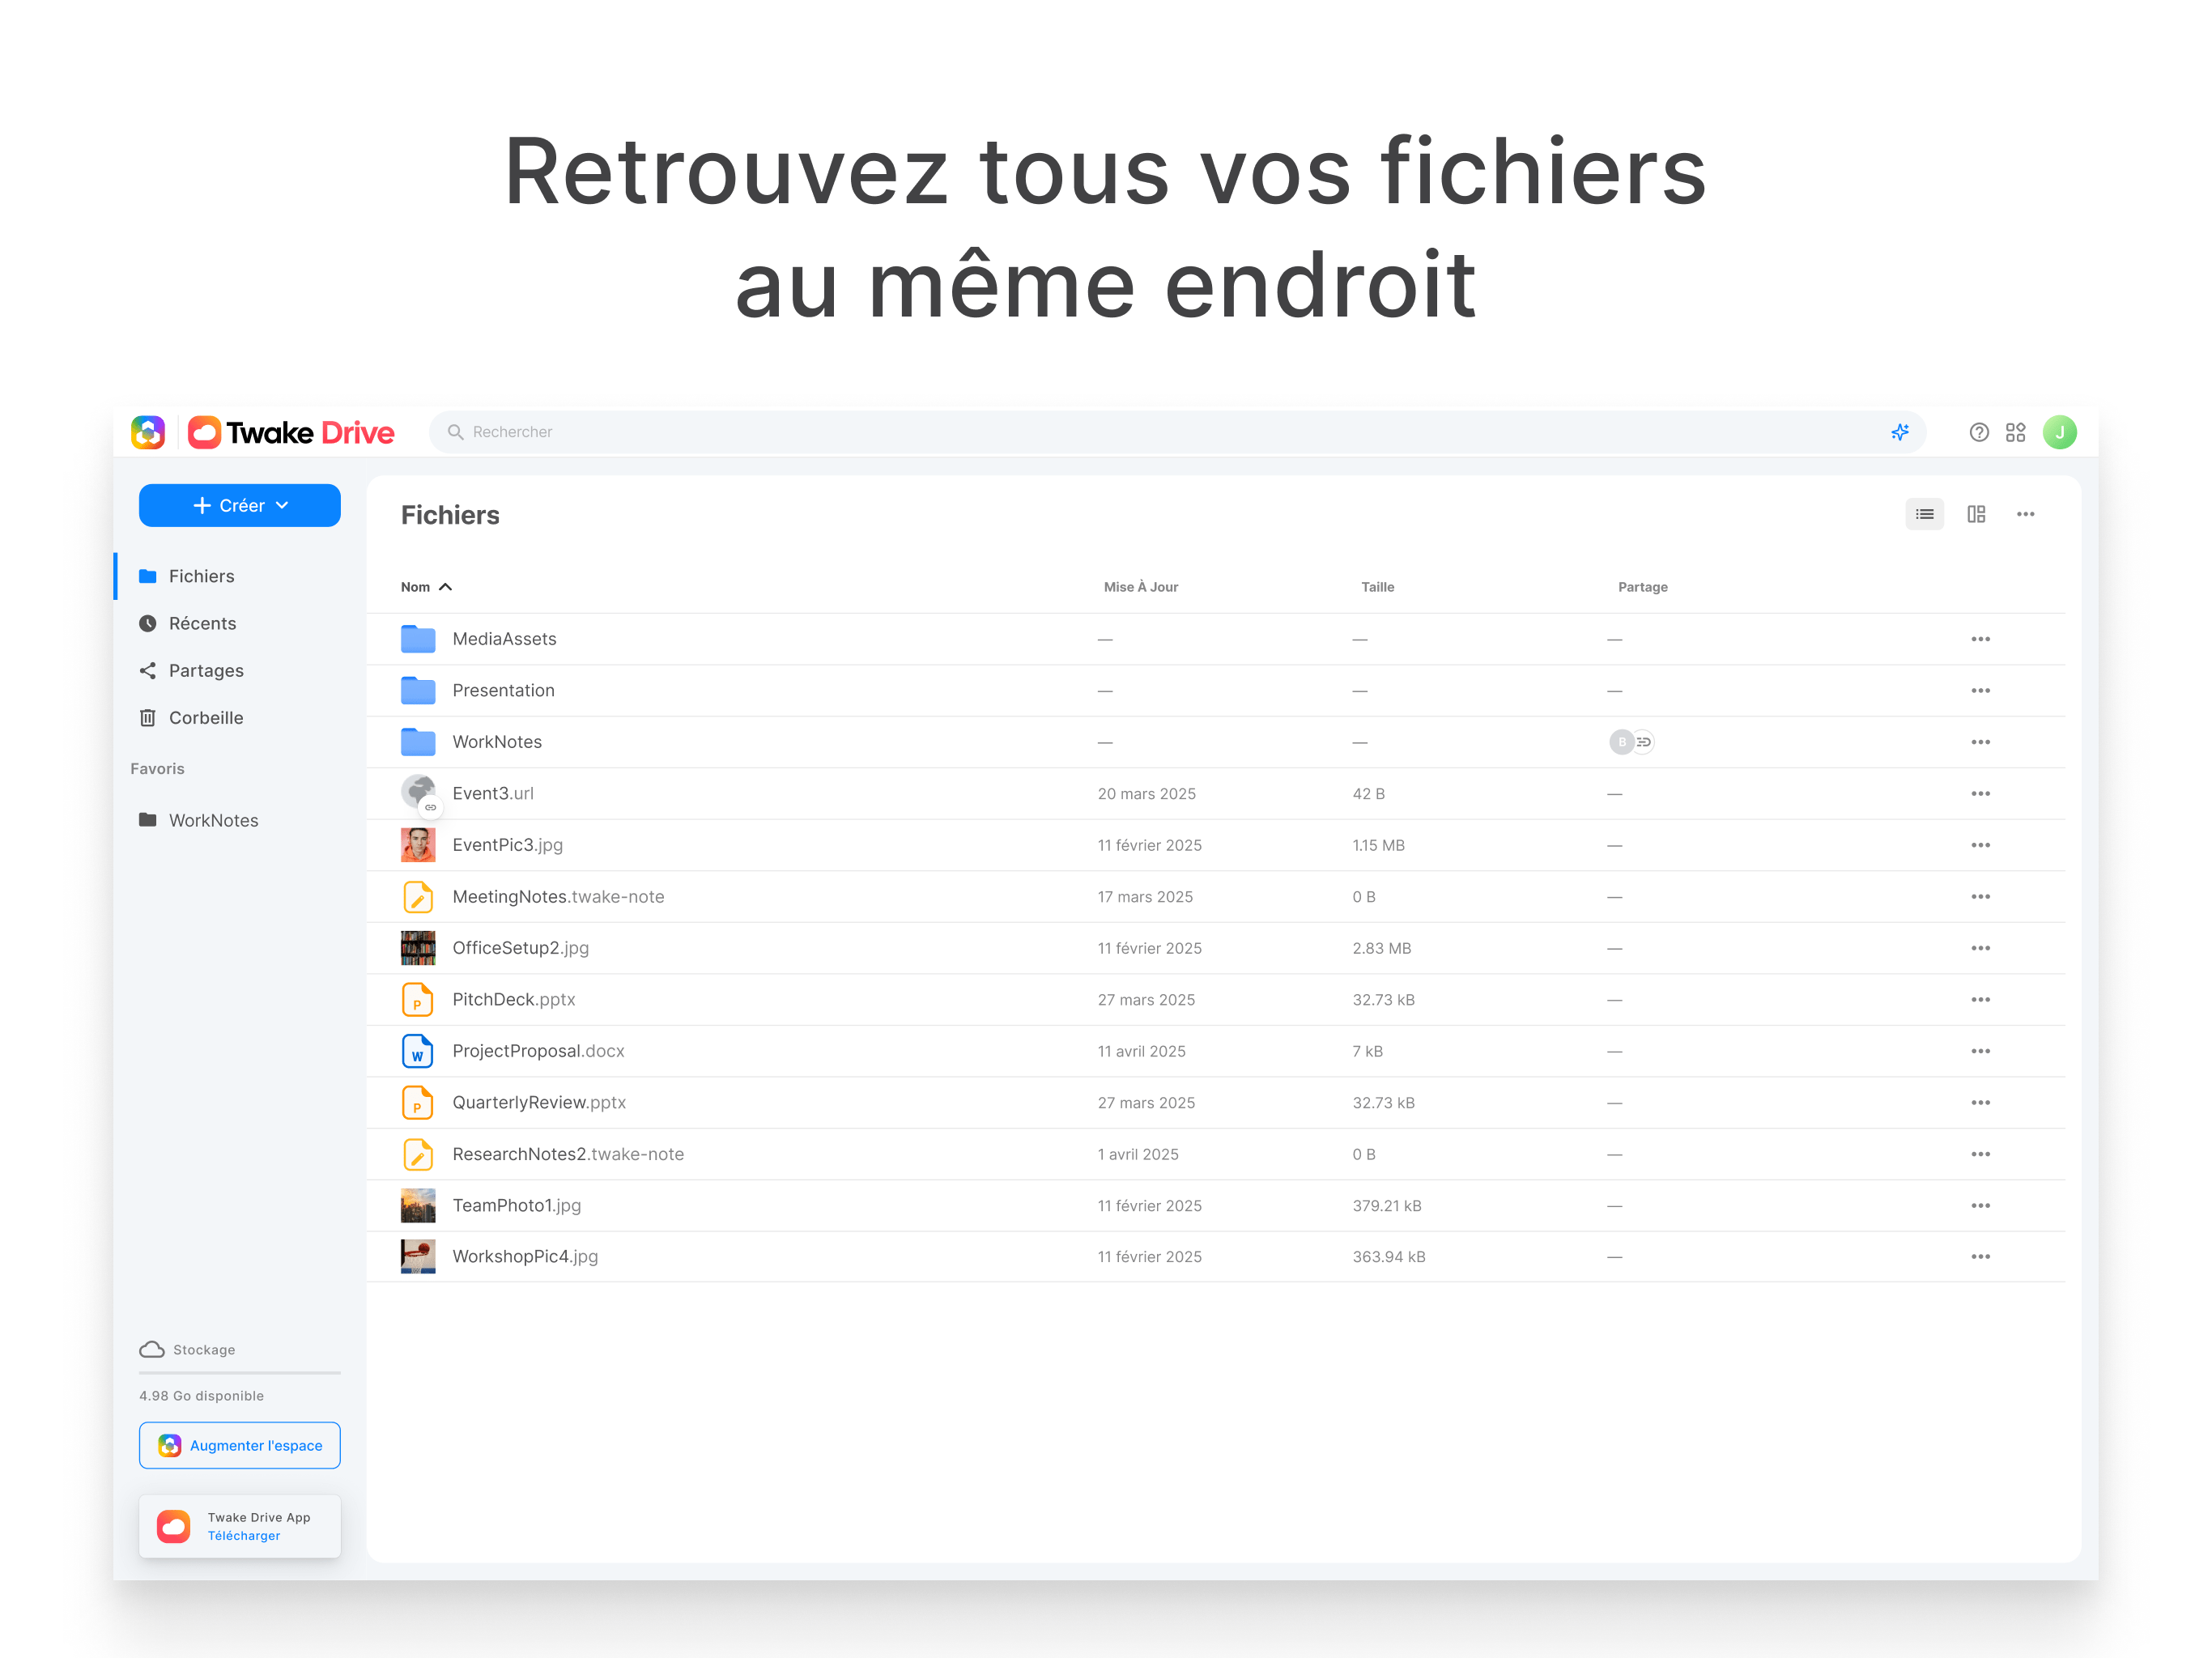 Retrouvez tous vos fichiers
au même endroit
Twake Drive
Rechercher
J
Créer
Fichiers
Récents
Partages
Corbeille
Favoris
WorkNotes
Stockage
4.98 Go disponible
Augmenter l'espace
Twake Drive App
Télécharger
Fichiers
Nom Mise À Jour Taille Partage
MediaAssets — — —
Presentation — — —
WorkNotes — — B
Event3.url 20 mars 2025 42 B —
EventPic3.jpg 11 février 2025 1.15 MB —
MeetingNotes.twake-note 17 mars 2025 0 B —
OfficeSetup2.jpg 11 février 2025 2.83 MB —
P PitchDeck.pptx 27 mars 2025 32.73 kB —
W ProjectProposal.docx 11 avril 2025 7 kB —
P QuarterlyReview.pptx 27 mars 2025 32.73 kB —
ResearchNotes2.twake-note 1 avril 2025 0 B —
TeamPhoto1.jpg 11 février 2025 379.21 kB —
WorkshopPic4.jpg 11 février 2025 363.94 kB —